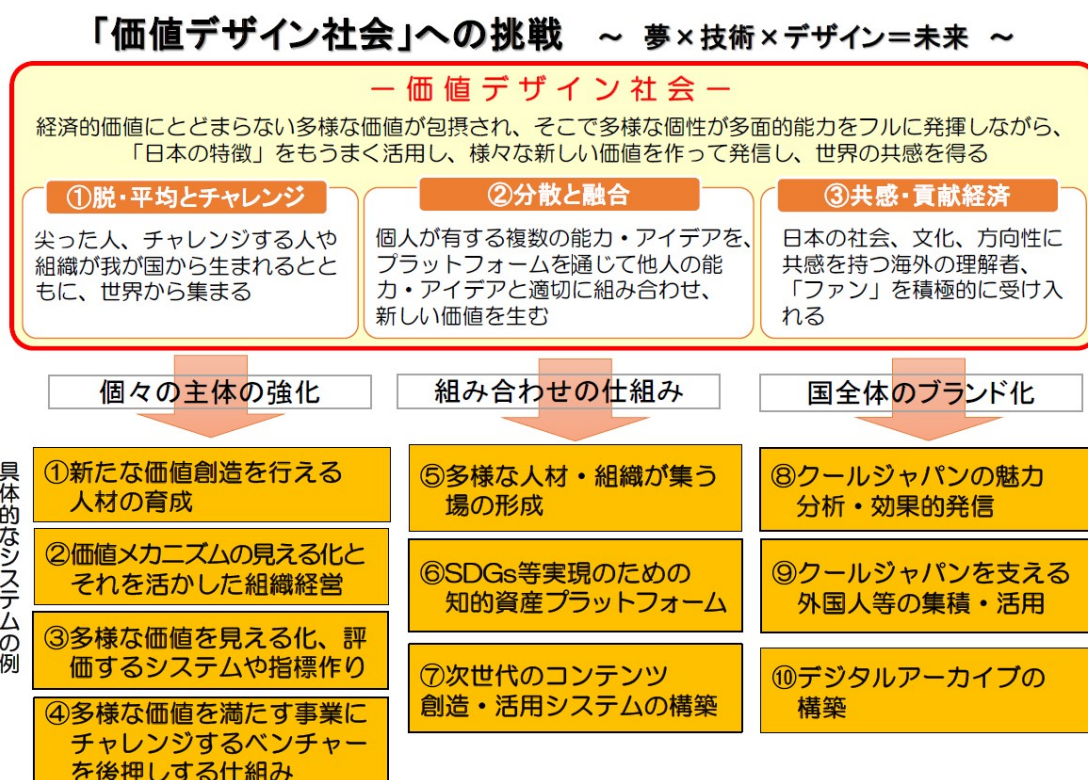 「価値デザイン社会」への挑戦 ～ 夢×技術×デザイン＝未来 ～
－価値デザイン社会－
経済的価値にとどまらない多様な価値が包摂され、そこで多様な個性が多面的能力をフルに発揮しながら、
「日本の特徴」をもうまく活用し、様々な新しい価値を作って発信し、世界の共感を得る
①脱・平均とチャレンジ
尖った人、チャレンジする人や
組織が我が国から生まれるとと
もに、世界から集まる
②分散と融合
個人が有する複数の能力・アイデアを、
プラットフォームを通じて他人の能
力・アイデアと適切に組み合わせ、
新しい価値を生む
③共感・貢献経済
日本の社会、文化、方向性に
共感を持つ海外の理解者、
「ファン」を積極的に受け入
れる
個々の主体の強化
組み合わせの仕組み
国全体のブランド化
具体的なシステムの例
①新たな価値創造を行える
人材の育成
②価値メカニズムの見える化と
それを活かした組織経営
③多様な価値を見える化、評
価するシステムや指標作り
④多様な価値を満たす事業に
チャレンジするベンチャー
を後押しする仕組み
⑤多様な人材・組織が集う
場の形成
⑥SDGs等実現のための
知的資産プラットフォーム
⑦次世代のコンテンツ
創造・活用システムの構築
⑧クールジャパンの魅力
分析・効果的発信
⑨クールジャパンを支える
外国人等の集積・活用
⑩デジタルアーカイブの
構築